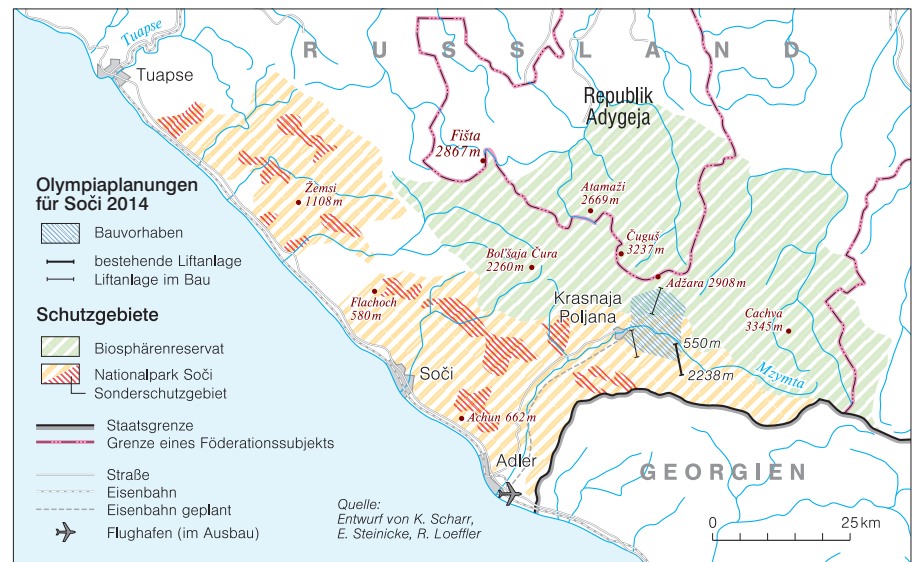 Tuapse
Tuapse
R U S S L A N D
Republik
Adygeja
Fišta
2867 m
Žemsi
1108 m
Atamaži
2669 m
Čuguš
3237 m
Bol'šaja Čura
2260 m
Adžara 2908 m
Flachoch
580 m
Krasnaja
Poljana
Cachva
3345 m
550 m
2238 m
Mzymta
Soči
Achun 662 m
Adler
GEORGIEN
Olympiaplanungen
für Soči 2014
Bauvorhaben
bestehende Liftanlage
Liftanlage im Bau
Schutzgebiete
Biosphärenreservat
Nationalpark Soči
Sonderschutzgebiet
Staatsgrenze
Grenze eines Föderationssubjekts
Straße
Eisenbahn
Eisenbahn geplant
Flughafen (im Ausbau)
Quelle:
Entwurf von K. Scharr,
E. Steinicke, R. Loeffler
0 25 km